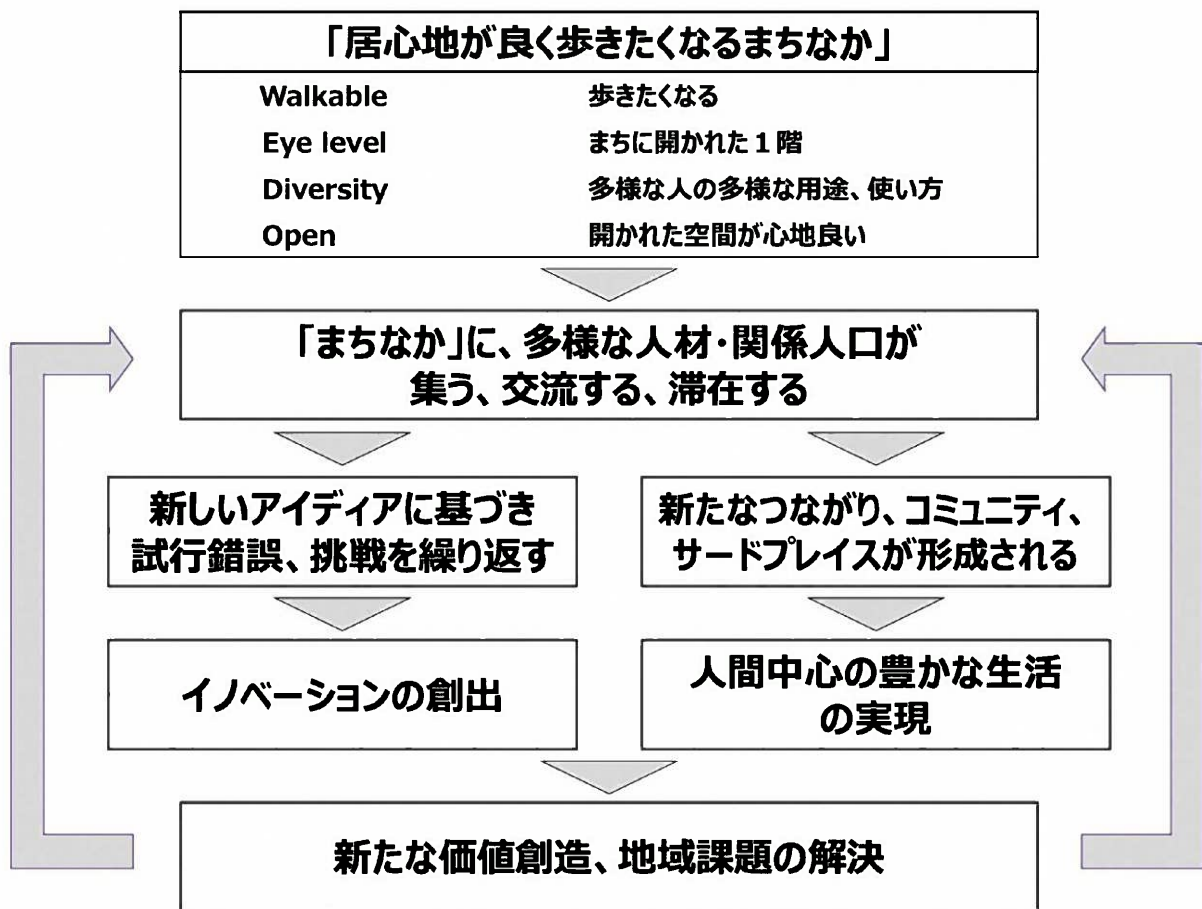 「居心地が良く歩きたくなるまちなか」
Walkable 歩きたくなる
Eye level まちに開かれた１階
Diversity 多様な人の多様な用途、使い方
Open 開かれた空間が心地良い
「まちなか」に、多様な人材・関係人口が
集う、交流する、滞在する
新しいアイディアに基づき
試行錯誤、挑戦を繰り返す
新たなつながり、コミュニティ、
サードプレイスが形成される
イノベーションの創出
人間中心の豊かな生活
の実現
新たな価値創造、地域課題の解決